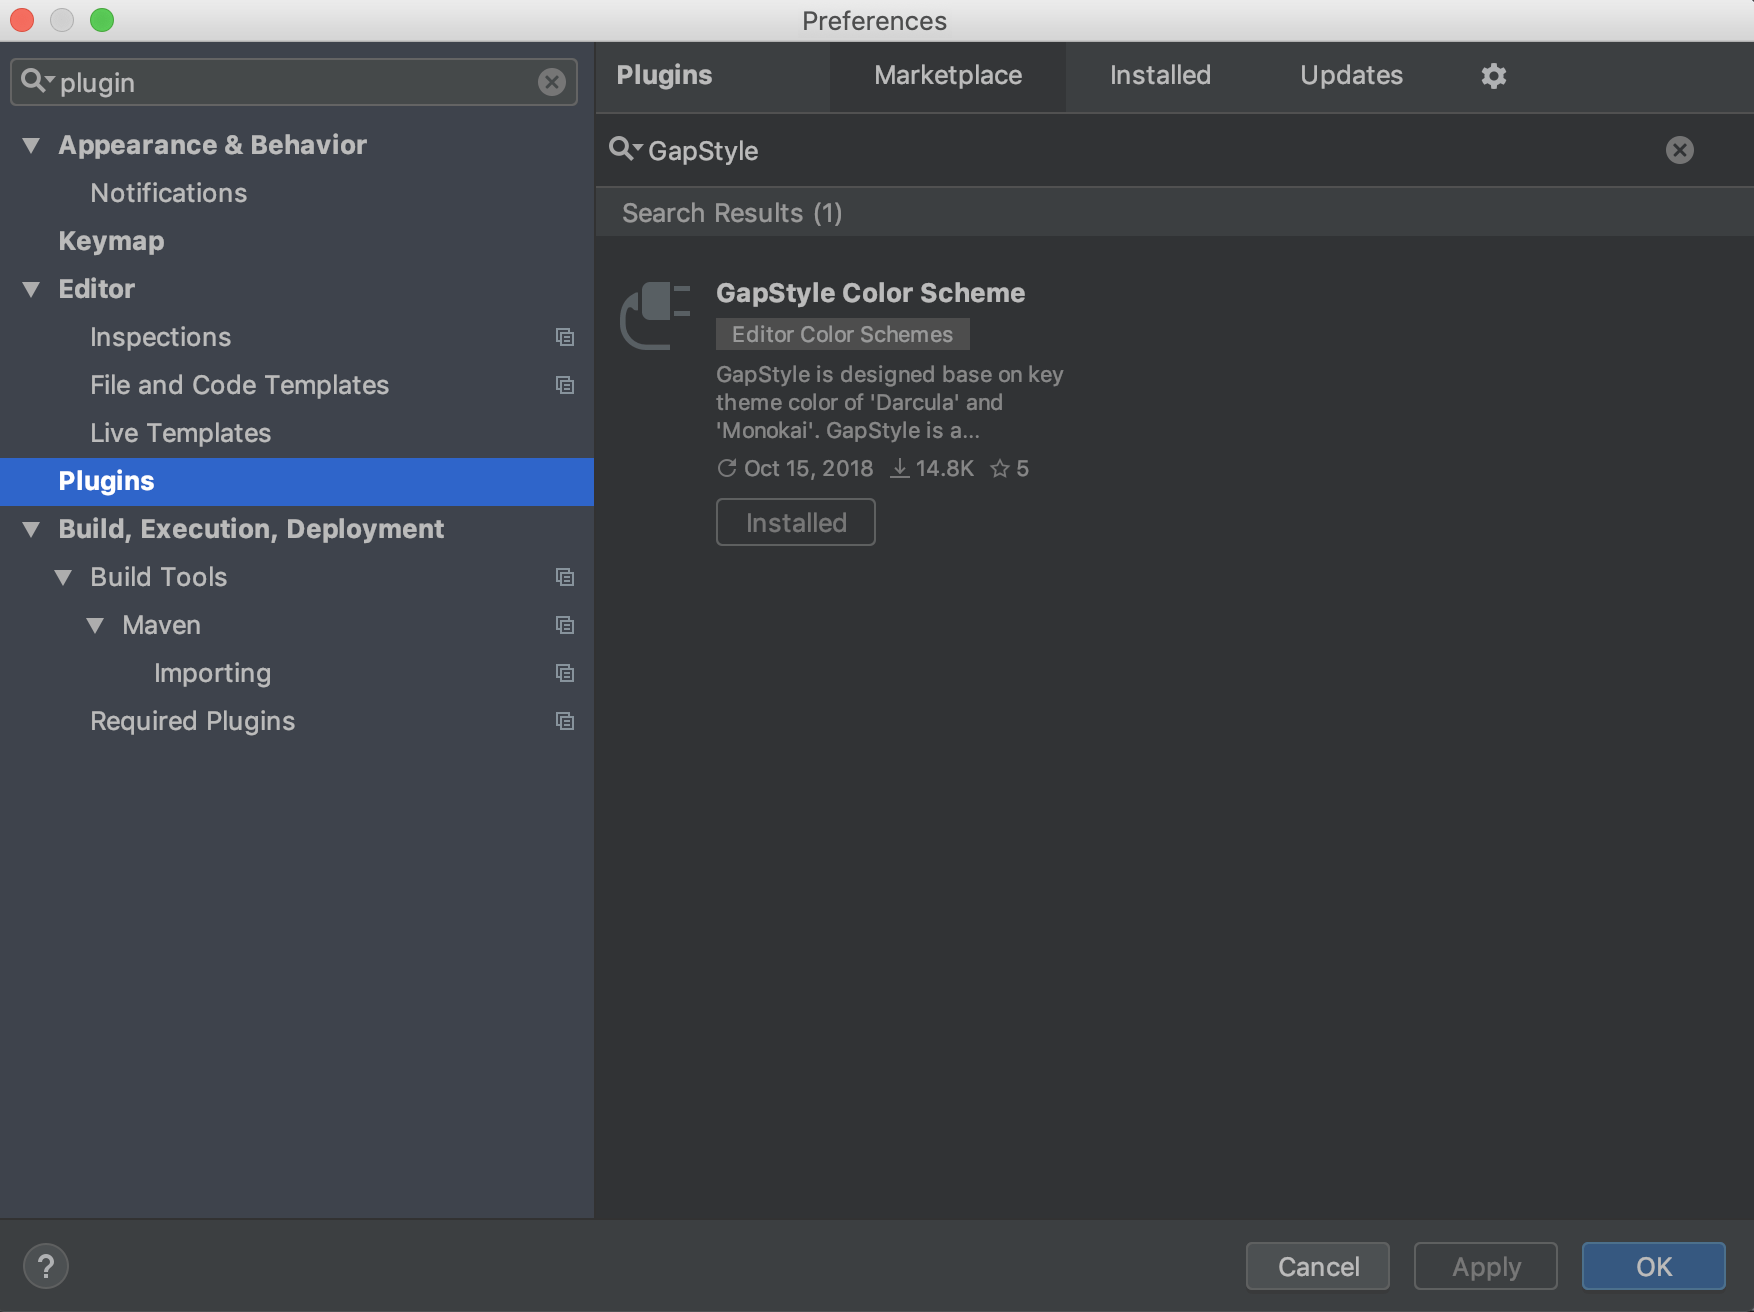 Preferences
plugin
Appearance & Behavior
Notifications
Keymap
Editor
Inspections
File and Code Templates
Live Templates
Plugins
Build, Execution, Deployment
Build Tools
Maven
Importing
Required Plugins
Plugins
Marketplace
Installed
Updates
GapStyle
Search Results (1)
GapStyle Color Scheme
Editor Color Schemes
GapStyle is designed base on key
theme color of 'Darcula' and
'Monokai'. GapStyle is a...
Oct 15, 2018 14.8K 5
Installed
?
Cancel
Apply
OK